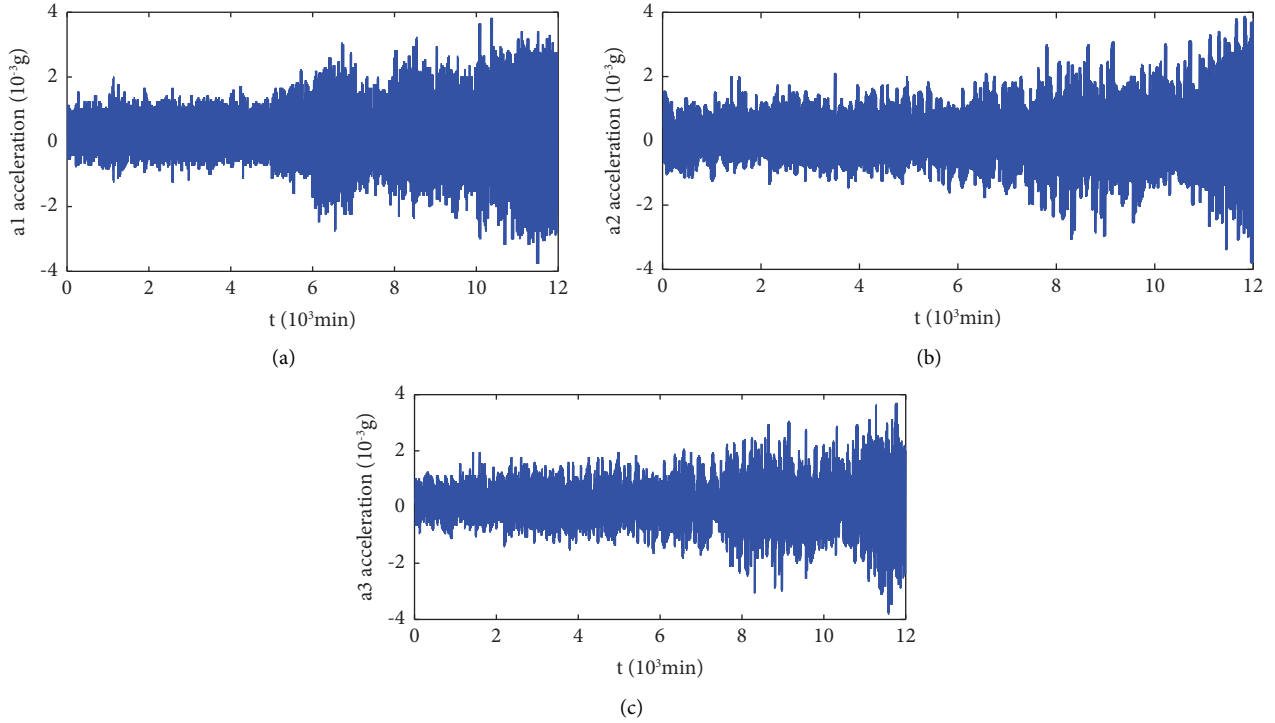 4
2
0
-2
-4
a1 acceleration (10⁻³g)
0 2 4 6 8 10 12
t (10³min)
(a)
4
2
0
-2
-4
a2 acceleration (10⁻³g)
0 2 4 6 8 10 12
t (10³min)
(b)
4
2
0
-2
-4
a3 acceleration (10⁻³g)
0 2 4 6 8 10 12
t (10³min)
(c)